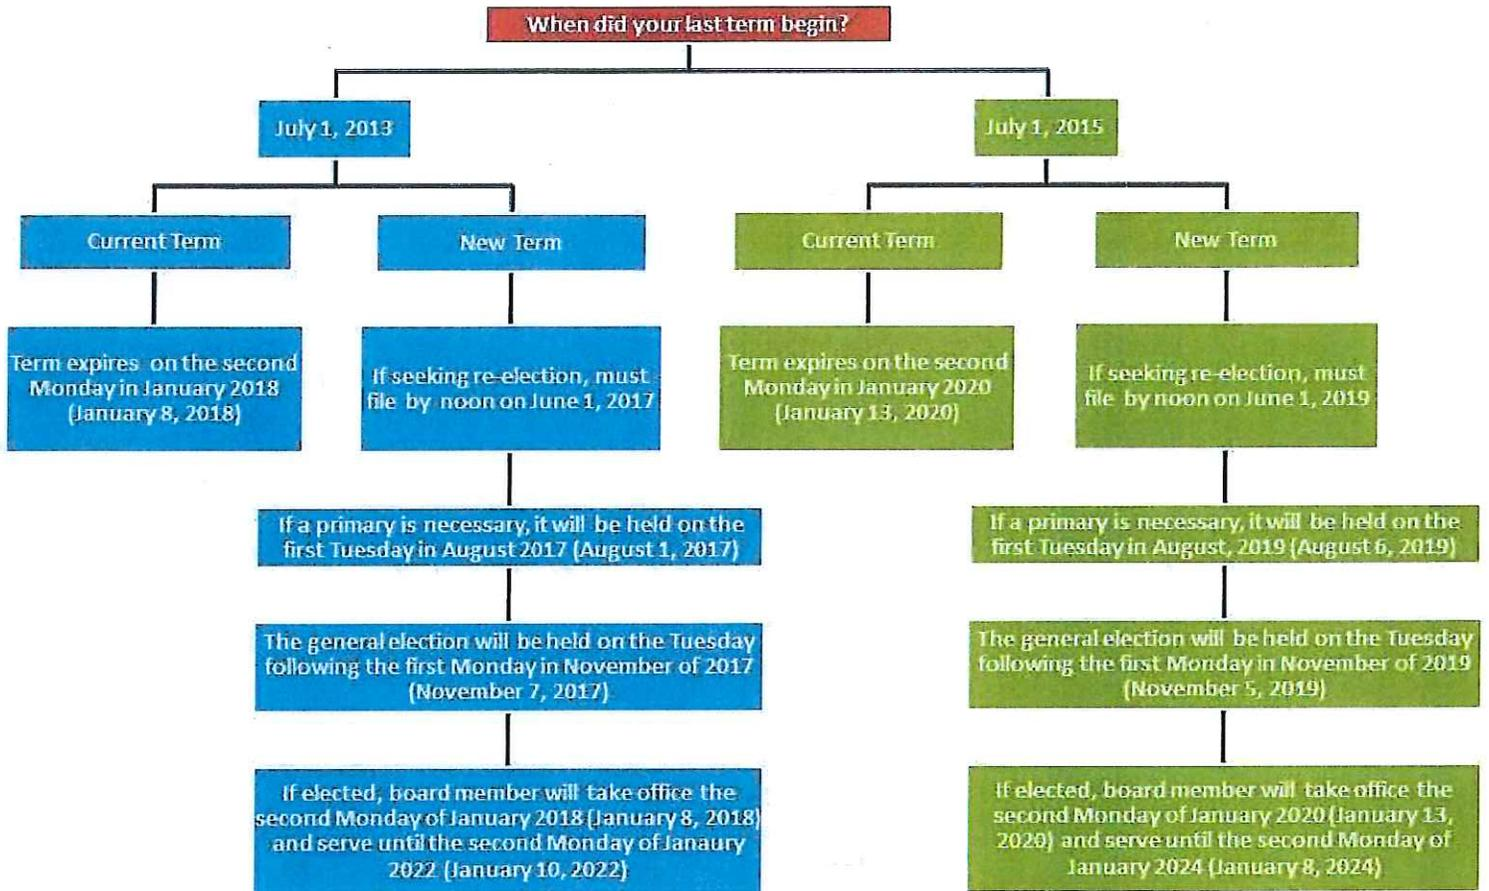 When did your last term begin?
July 1, 2013
July 1, 2015
Current Term
New Term
Current Term
New Term
Term expires on the second
Monday in January 2018
(January 8, 2018)
If seeking re-election, must
file by noon on June 1, 2017
Term expires on the second
Monday in January 2020
(January 13, 2020)
If seeking re-election, must
file by noon on June 1, 2019
If a primary is necessary, it will be held on the
first Tuesday in August 2017 (August 1, 2017)
If a primary is necessary, it will be held on the
first Tuesday in August, 2019 (August 6, 2019)
The general election will be held on the Tuesday
following the first Monday in November of 2017
(November 7, 2017)
The general election will be held on the Tuesday
following the first Monday in November of 2019
(November 5, 2019)
If elected, board member will take office the
second Monday of January 2018 (January 8, 2018)
and serve until the second Monday of Janaury
2022 (January 10, 2022)
If elected, board member will take office the
second Monday of January 2020 (January 13,
2020) and serve until the second Monday of
January 2024 (January 8, 2024)